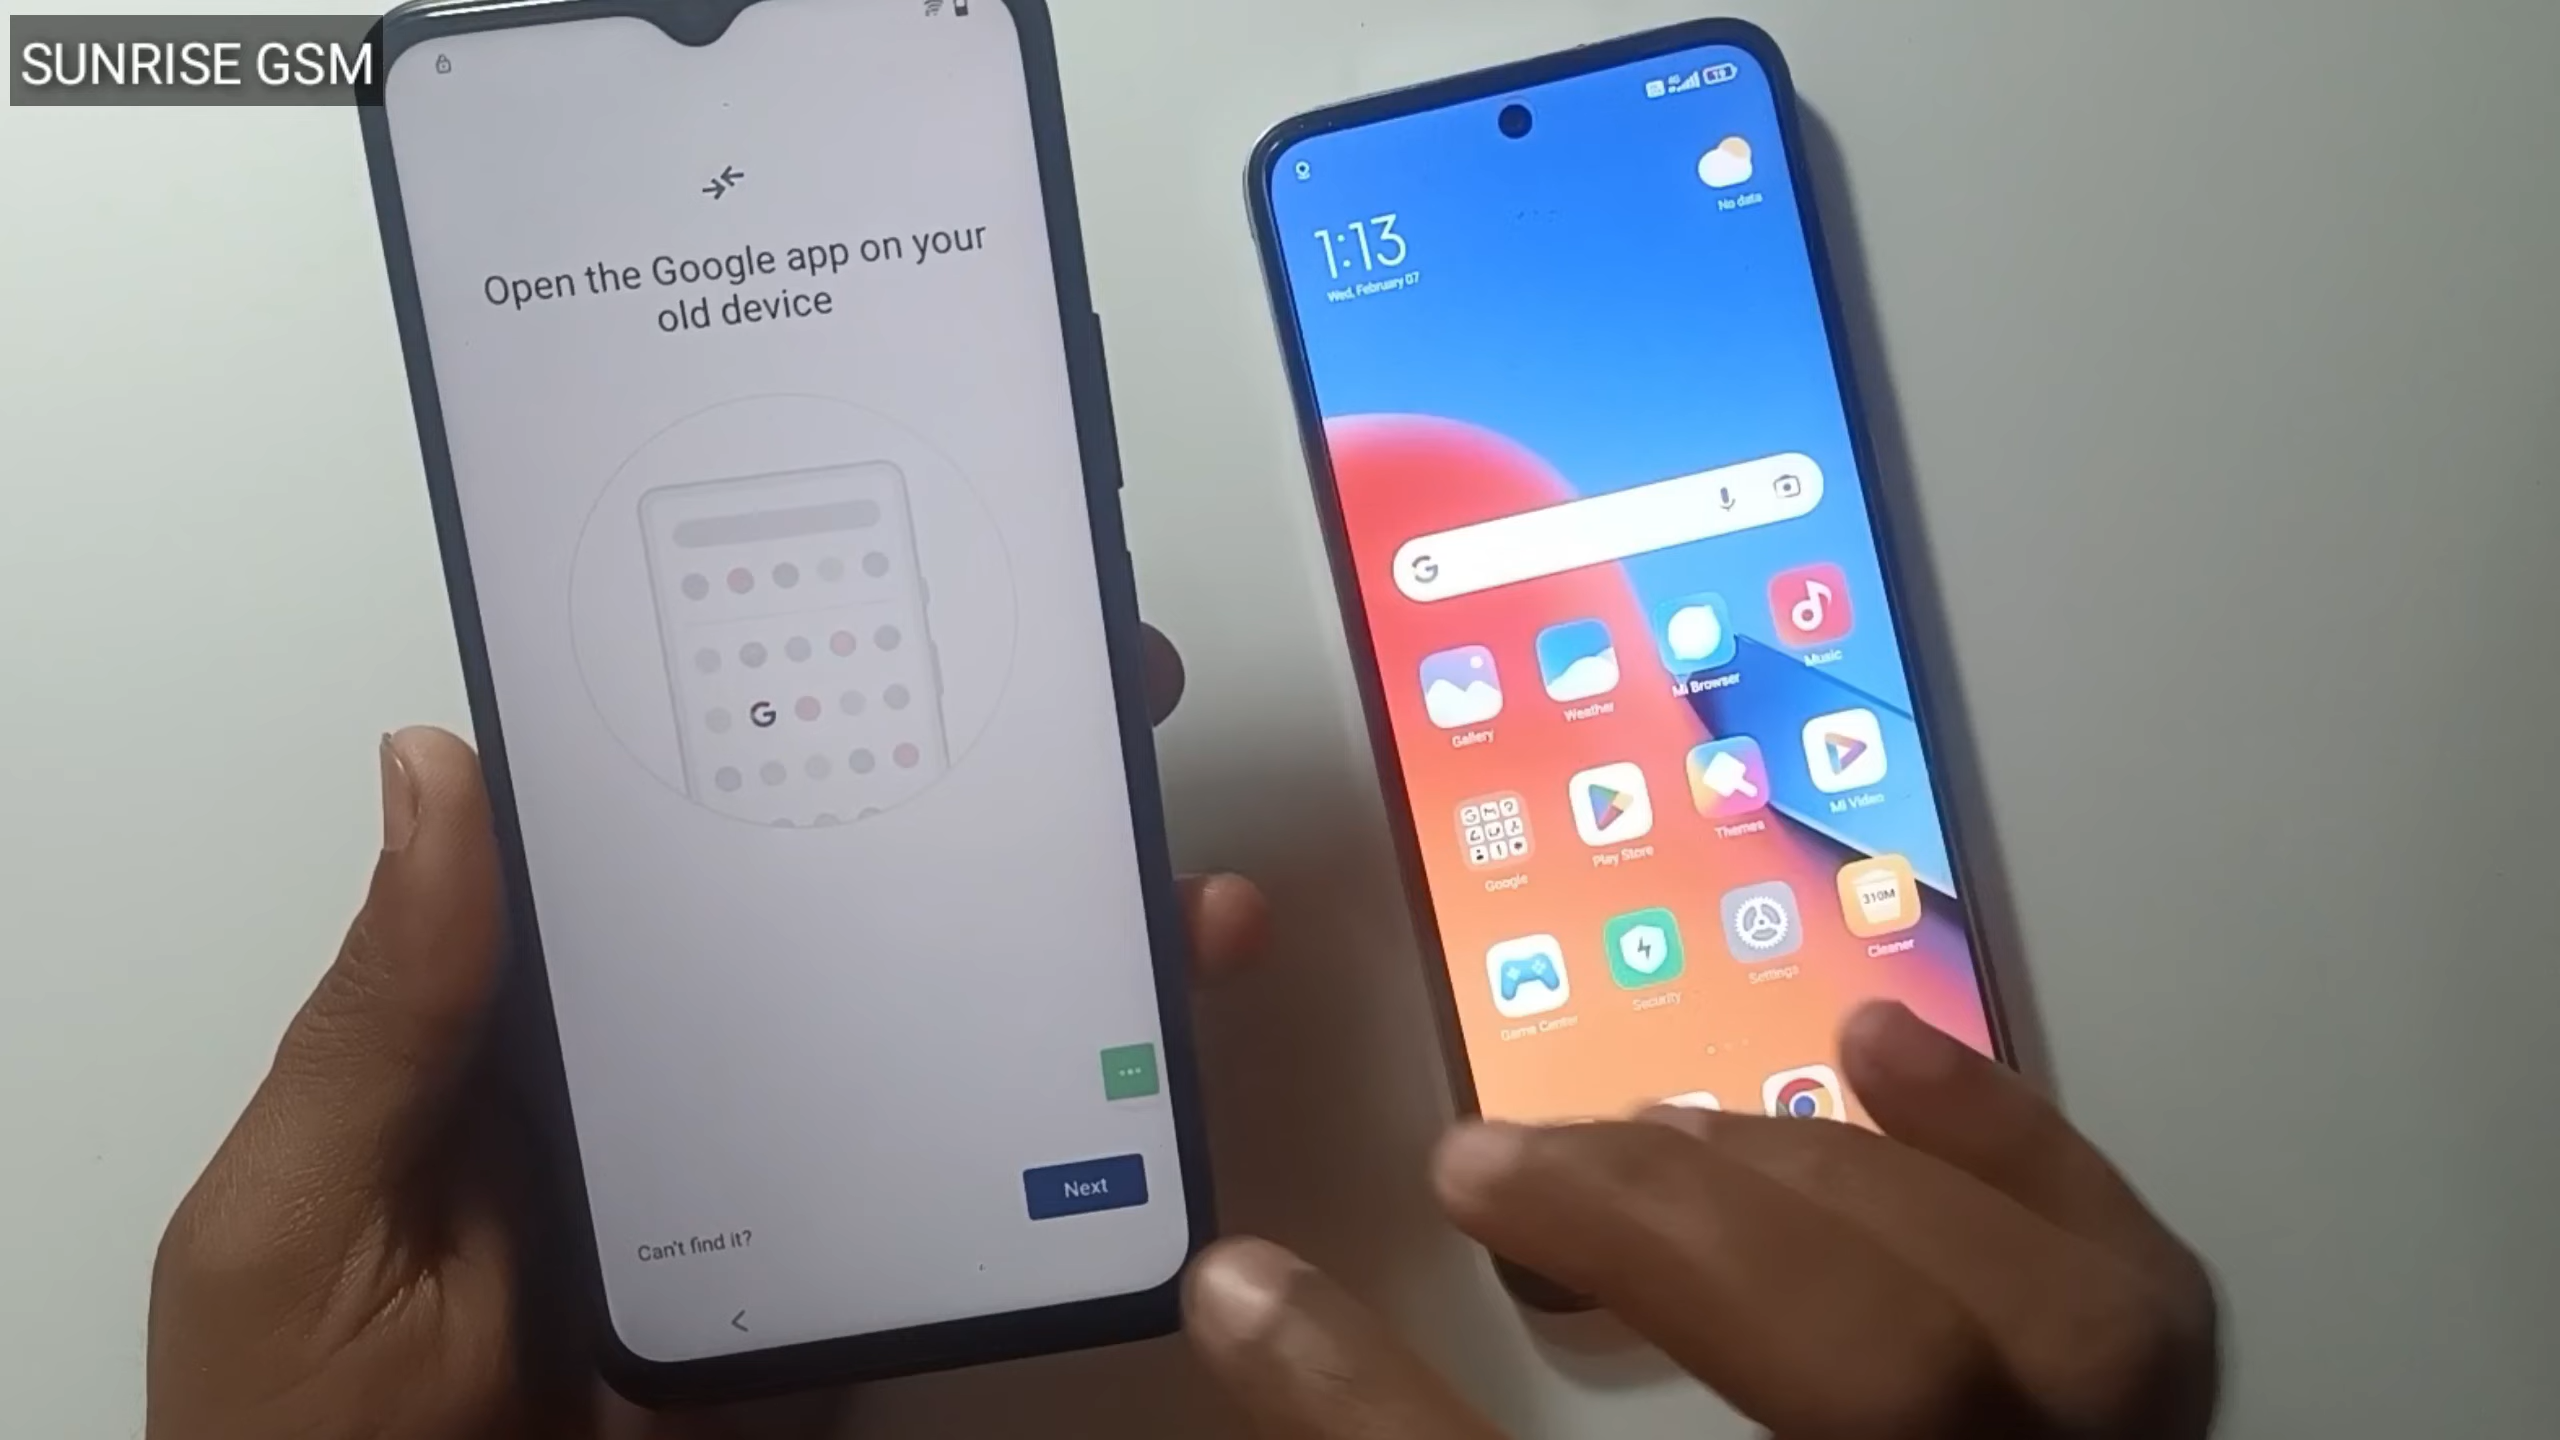 SUNRISE GSM
Open the Google app on your
old device
G
Next
Can't find it?
19
No data
1:13
Wed, February 07
G
Gallery
Weather
Mi Browser
Music
Google
Play Store
Themes
Mi Video
310M
Game Center
Security
Settings
Cleaner